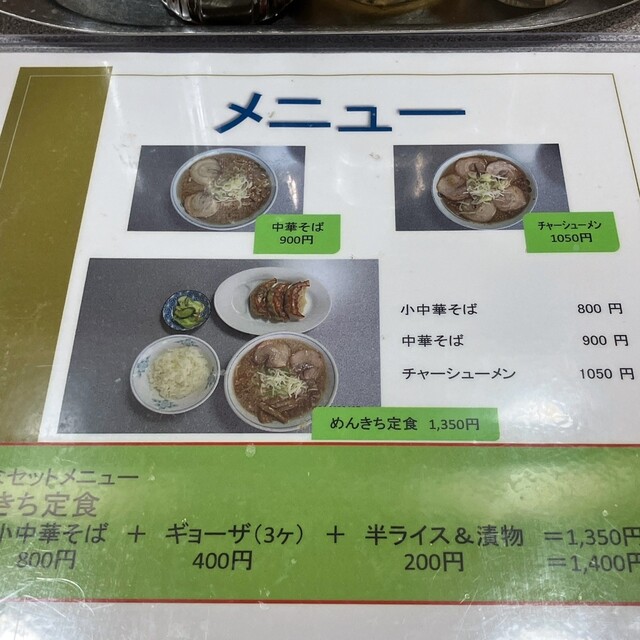 メニュー
中華そば
900円
チャーシューメン
1050円
小中華そば 800 円
中華そば 900 円
チャーシューメン 1050 円
めんきち定食 1,350円
セットメニュー
きち定食
小中華そば ＋ ギョーザ（3ヶ） ＋ 半ライス＆漬物 ＝1,350円
800円 400円 200円 ＝1,400円